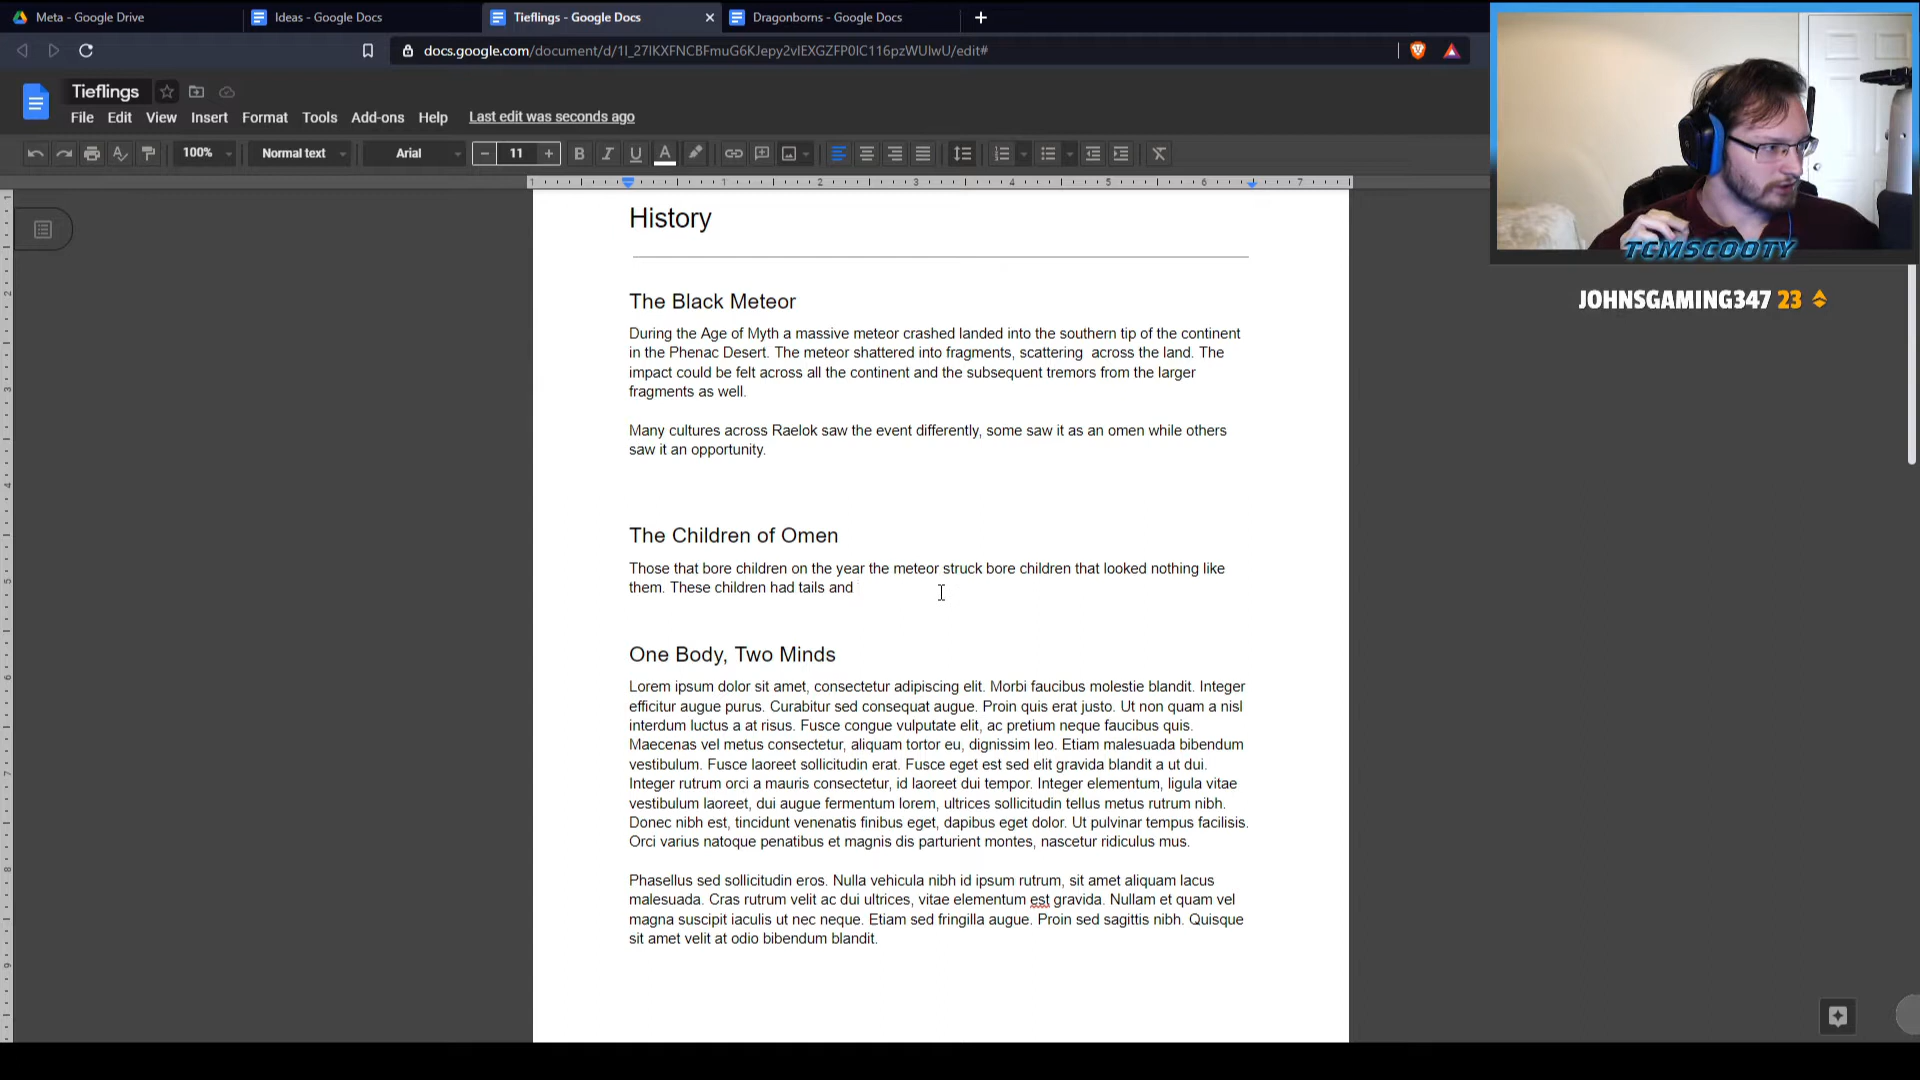 Meta - Google Drive
Ideas - Google Docs
Tieflings - Google Docs
Dragonborns - Google Docs
docs.google.com/document/d/1I_27IKXFNCBFmuG6KJepy2vIEXGZFP0IC116pzWUlwU/edit#
Tieflings
File Edit View Insert Format Tools Add-ons Help Last edit was seconds ago
100% Normal text Arial 11
1 1 2 3 4 5 6 7
History
The Black Meteor
During the Age of Myth a massive meteor crashed landed into the southern tip of the continent
in the Phenac Desert. The meteor shattered into fragments, scattering  across the land. The
impact could be felt across all the continent and the subsequent tremors from the larger
fragments as well.
Many cultures across Raelok saw the event differently, some saw it as an omen while others
saw it an opportunity.
The Children of Omen
Those that bore children on the year the meteor struck bore children that looked nothing like
them. These children had tails and
One Body, Two Minds
Lorem ipsum dolor sit amet, consectetur adipiscing elit. Morbi faucibus molestie blandit. Integer
efficitur augue purus. Curabitur sed consequat augue. Proin quis erat justo. Ut non quam a nisl
interdum luctus a at risus. Fusce congue vulputate elit, ac pretium neque faucibus quis.
Maecenas vel metus consectetur, aliquam tortor eu, dignissim leo. Etiam malesuada bibendum
vestibulum. Fusce laoreet sollicitudin erat. Fusce eget est sed elit gravida blandit a ut dui.
Integer rutrum orci a mauris consectetur, id laoreet dui tempor. Integer elementum, ligula vitae
vestibulum laoreet, dui augue fermentum lorem, ultrices sollicitudin tellus metus rutrum nibh.
Donec nibh est, tincidunt venenatis finibus eget, dapibus eget dolor. Ut pulvinar tempus facilisis.
Orci varius natoque penatibus et magnis dis parturient montes, nascetur ridiculus mus.
Phasellus sed sollicitudin eros. Nulla vehicula nibh id ipsum rutrum, sit amet aliquam lacus
malesuada. Cras rutrum velit ac dui ultrices, vitae elementum est gravida. Nullam et quam vel
magna suscipit iaculis ut nec neque. Etiam sed fringilla augue. Proin sed sagittis nibh. Quisque
sit amet velit at odio bibendum blandit.
TCMSCOOTY
JOHNSGAMING347 23